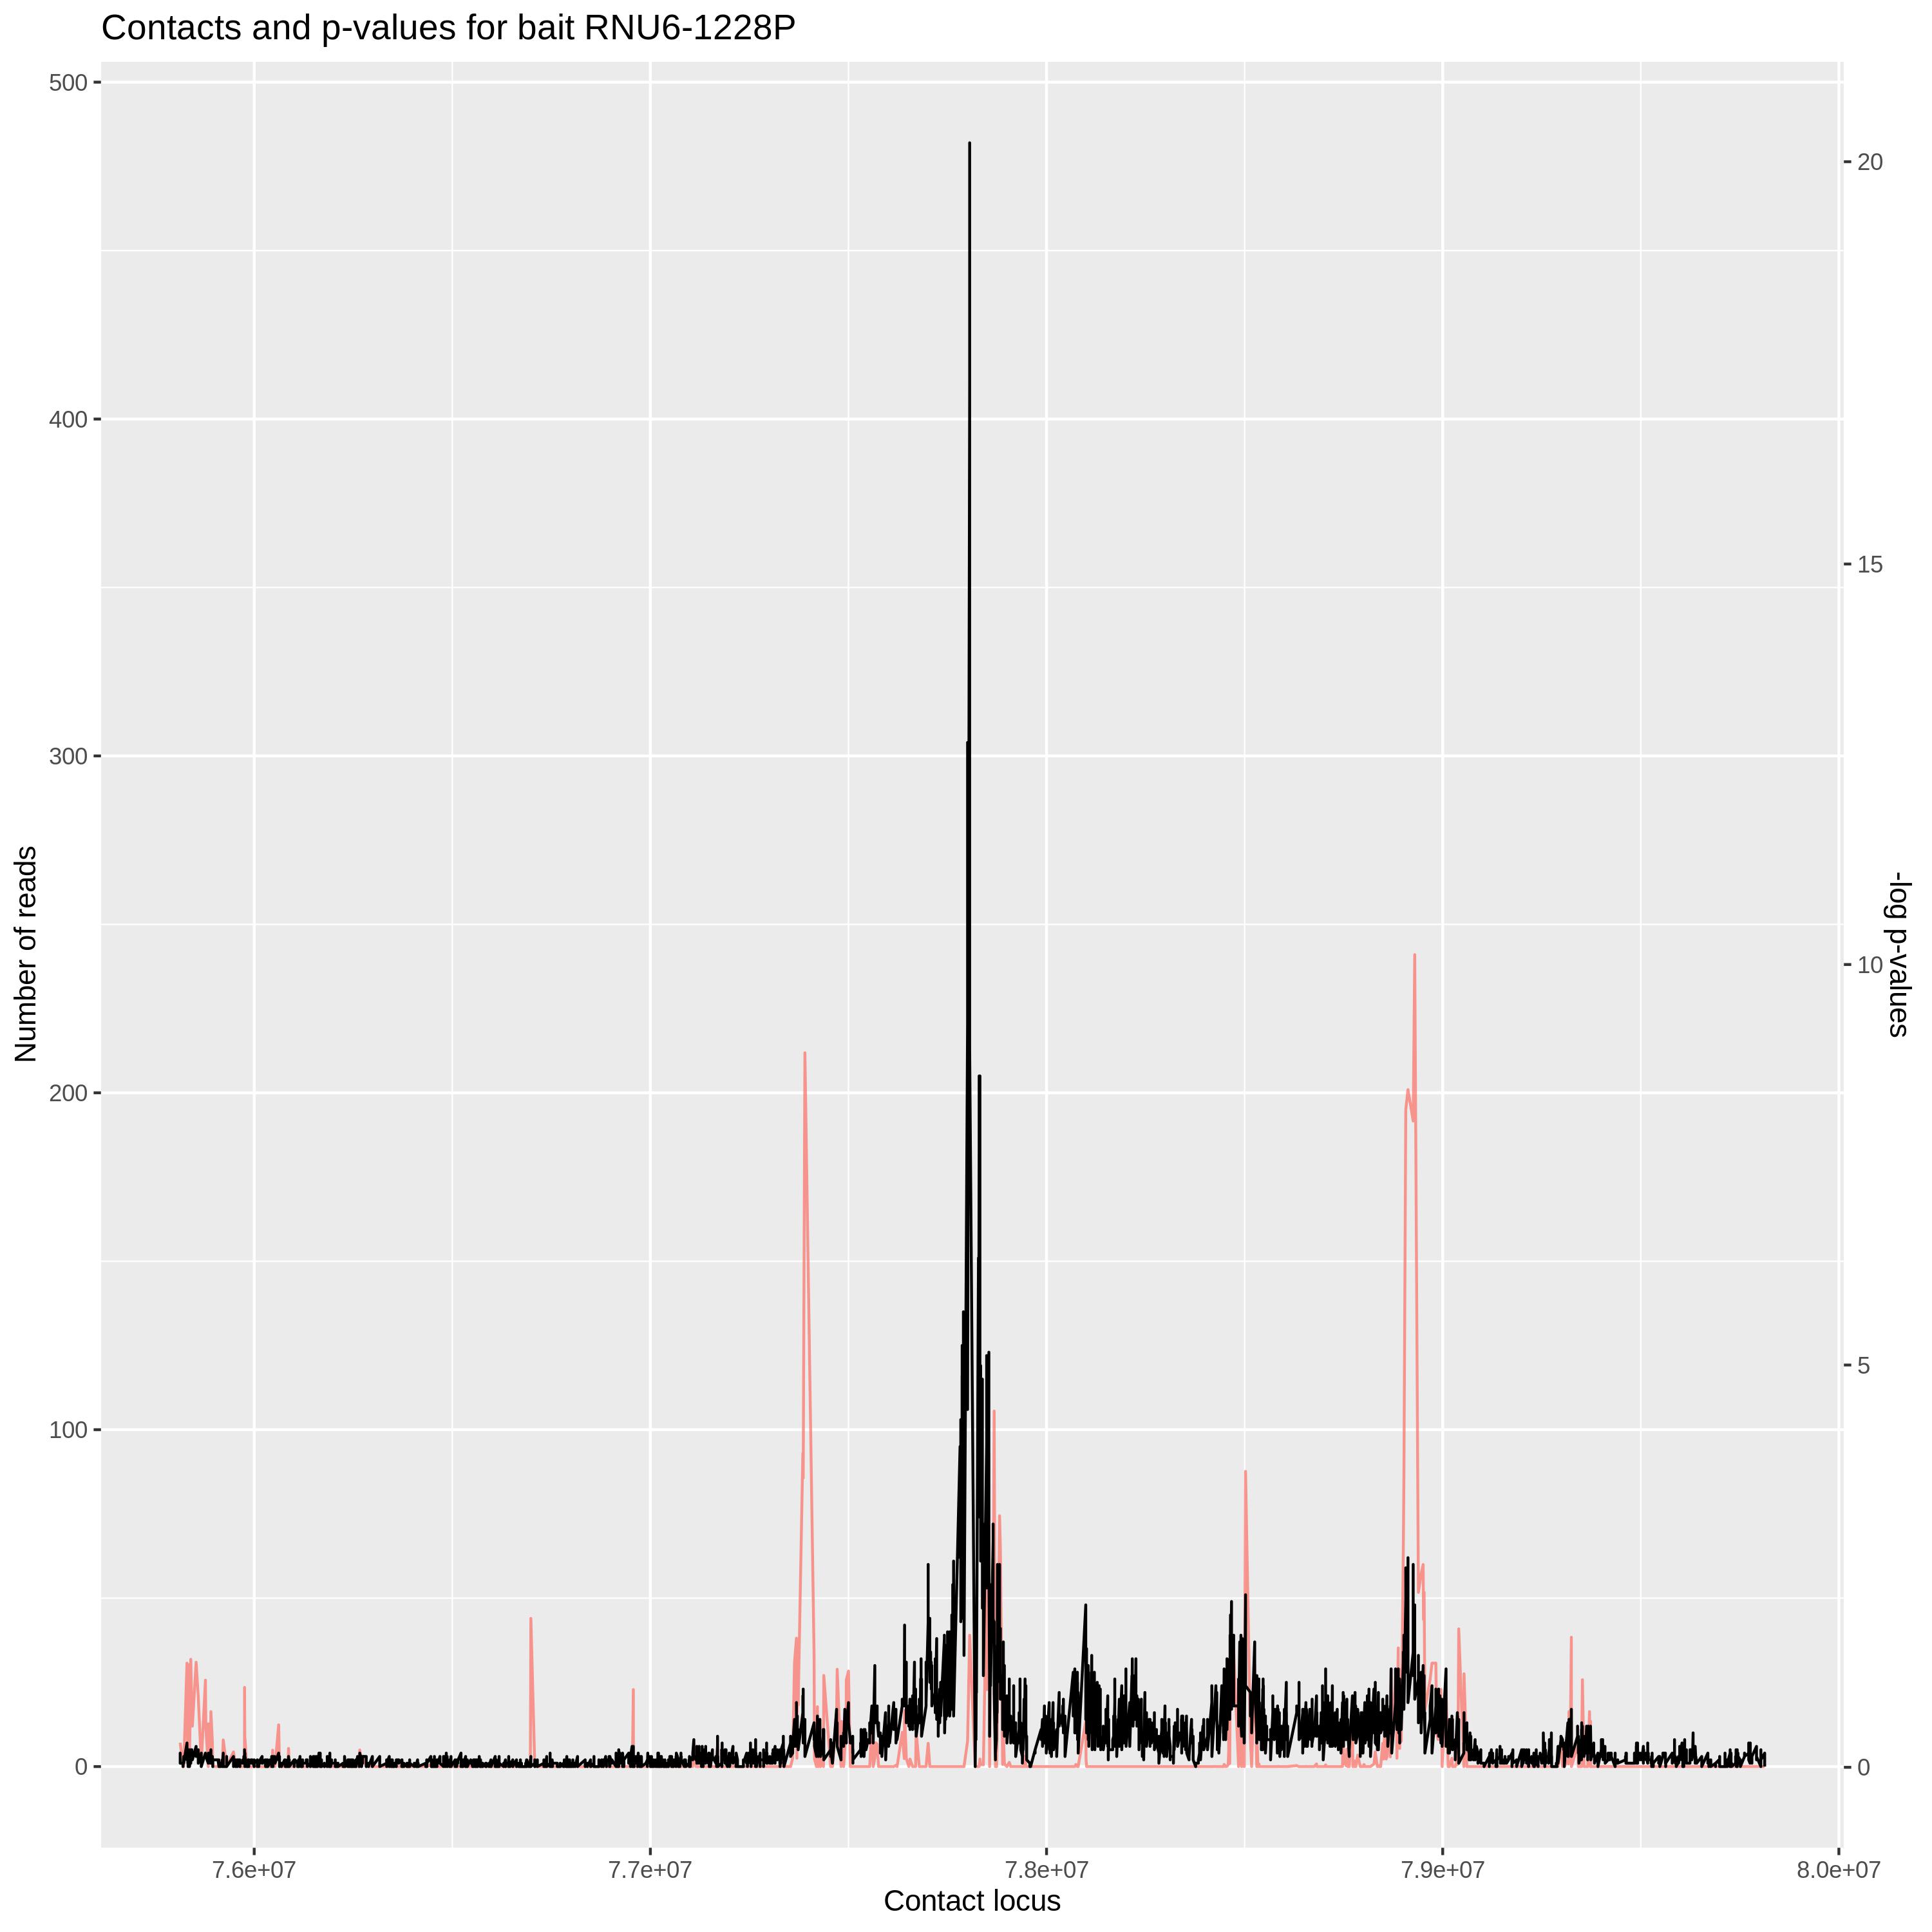 Contacts and p-values for bait RNU6-1228P
500
400
300
200
100
0
20
15
10
5
0
Number of reads
-log p-values
7.6e+07 7.7e+07 7.8e+07 7.9e+07 8.0e+07
Contact locus